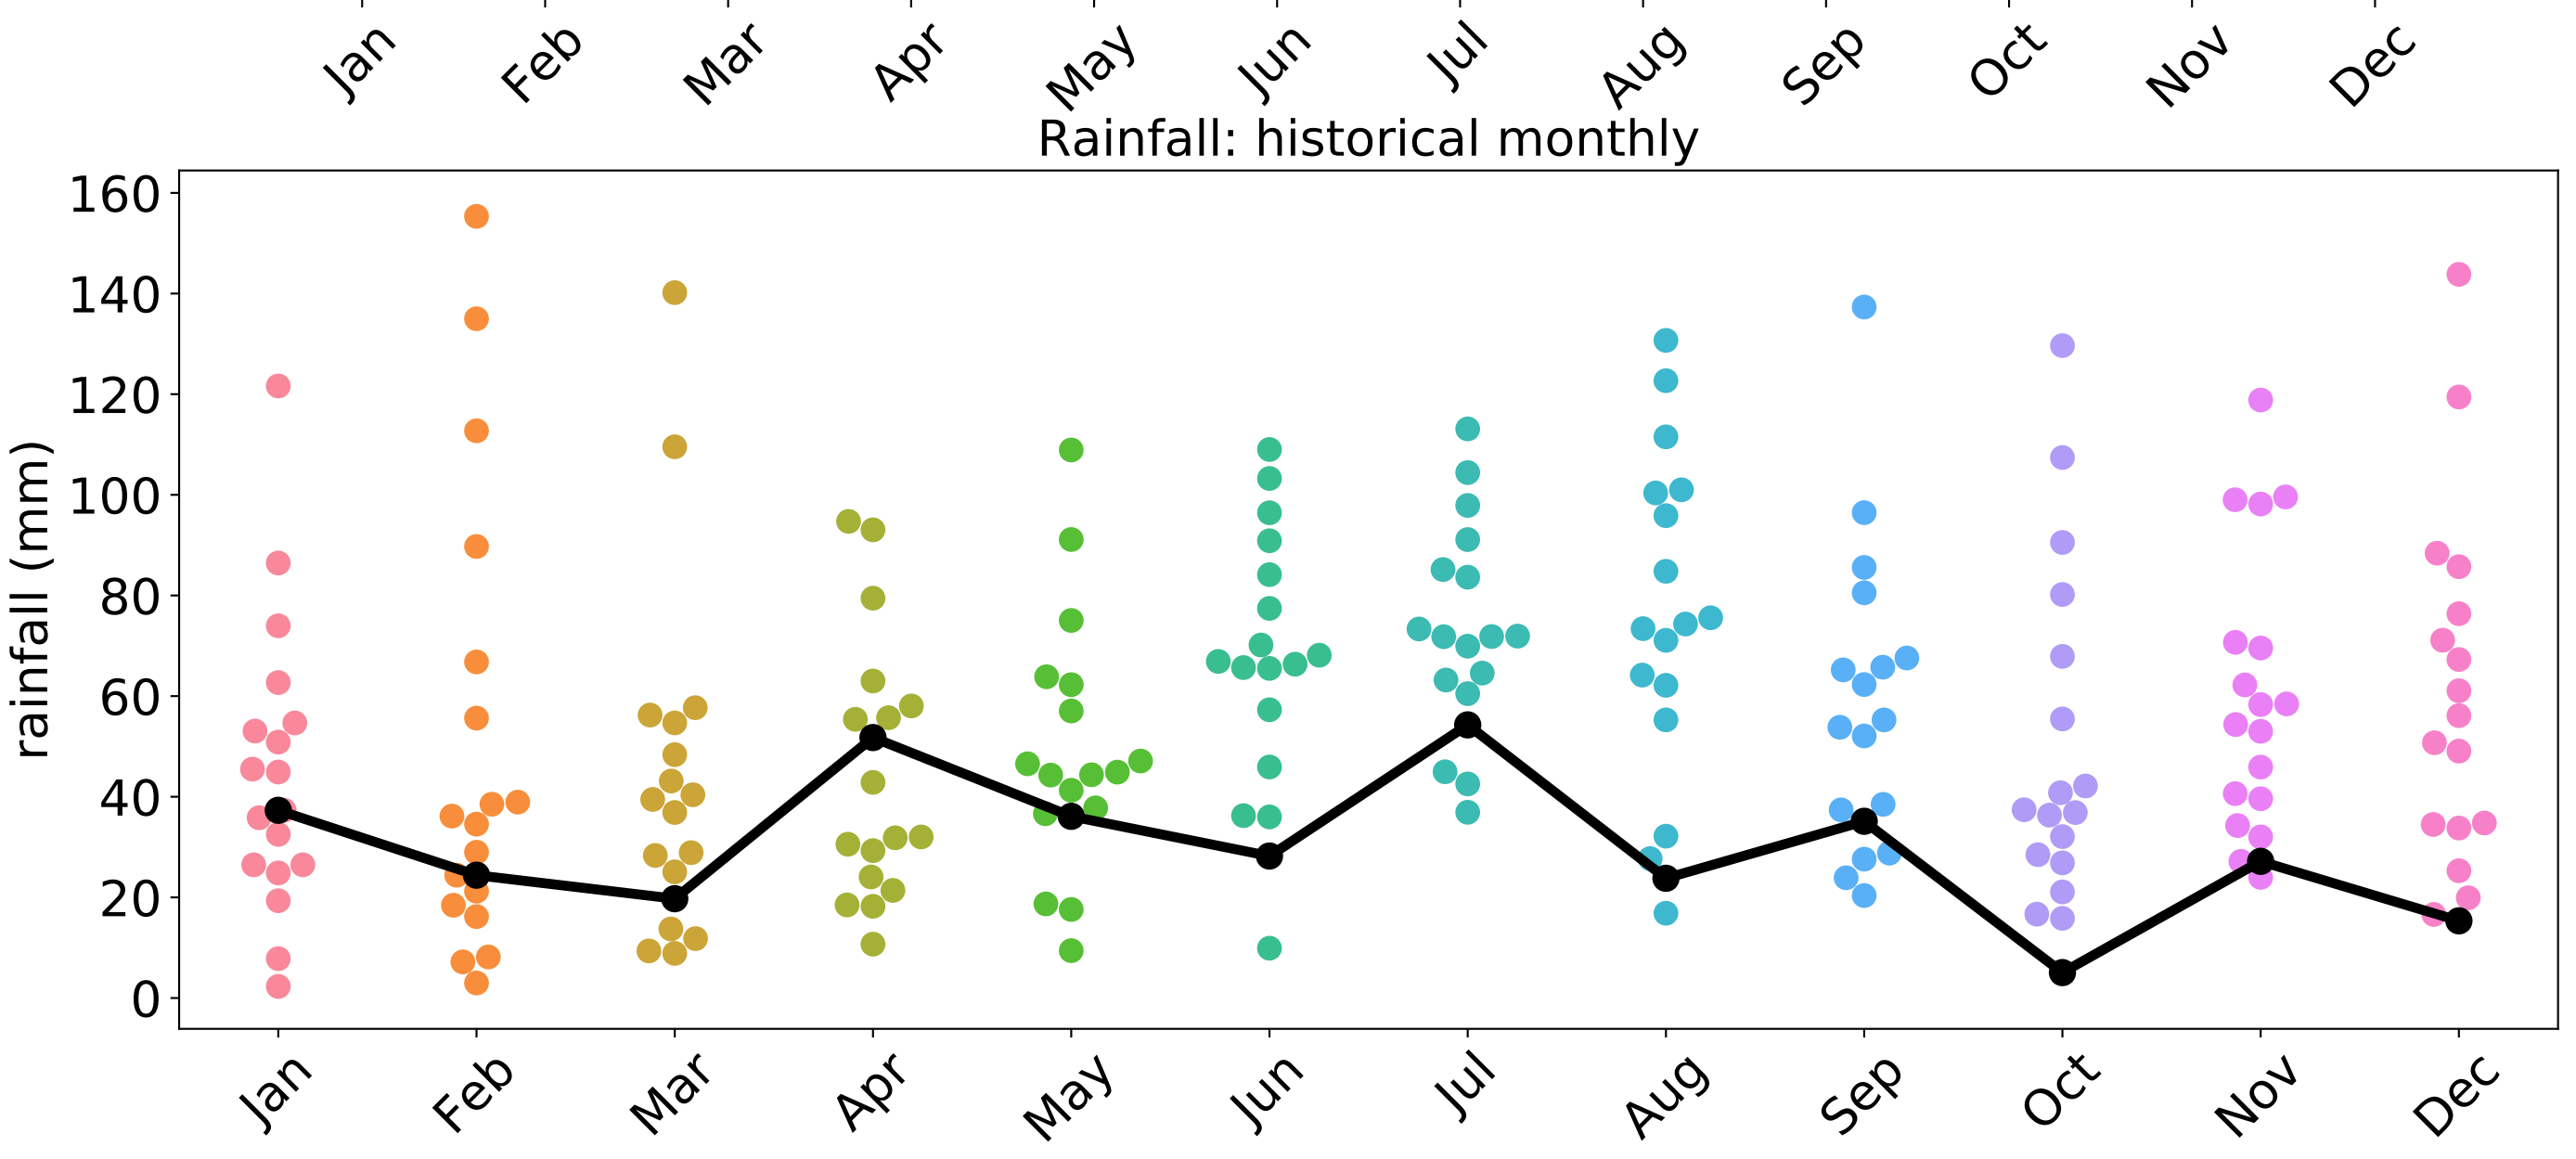 Jan Feb Mar Apr May Jun Jul Aug Sep Oct Nov Dec
Rainfall: historical monthly
rainfall (mm)
160
140
120
100
80
60
40
20
0
Jan Feb Mar Apr May Jun Jul Aug Sep Oct Nov Dec